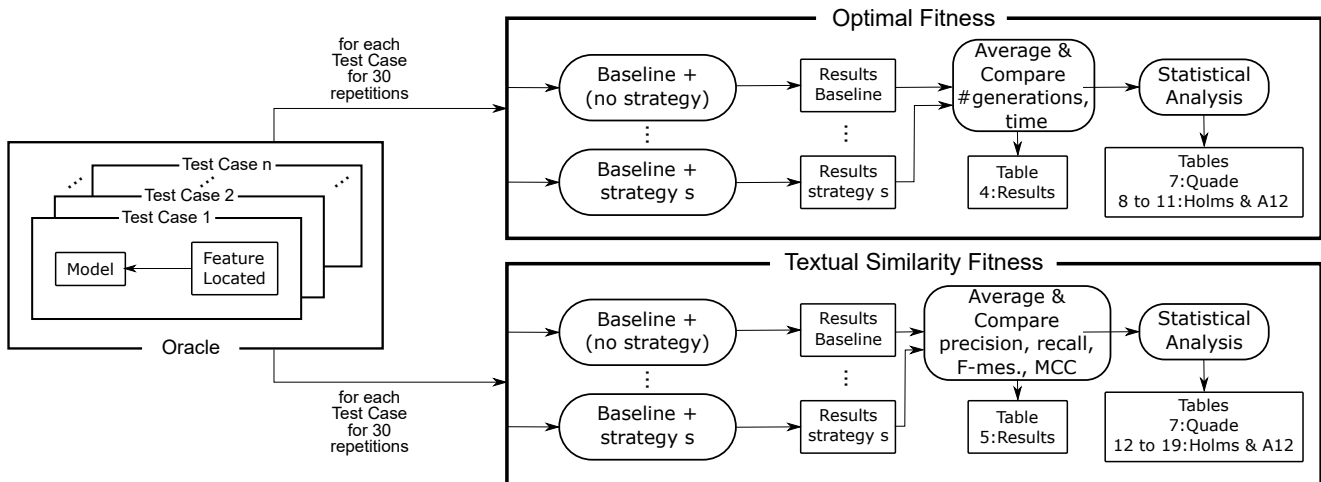 Optimal Fitness
for each
Test Case
for 30
repetitions
Baseline +
(no strategy)
Results
Baseline
Average &
Compare
#generations,
time
Statistical
Analysis
Baseline +
strategy s
Results
strategy s
Table
4:Results
Tables
7:Quade
8 to 11:Holms & A12
Test Case n
Test Case 2
Test Case 1
Model
Feature
Located
Oracle
Textual Similarity Fitness
for each
Test Case
for 30
repetitions
Baseline +
(no strategy)
Results
Baseline
Average &
Compare
precision, recall,
F-mes., MCC
Statistical
Analysis
Baseline +
strategy s
Results
strategy s
Table
5:Results
Tables
7:Quade
12 to 19:Holms & A12